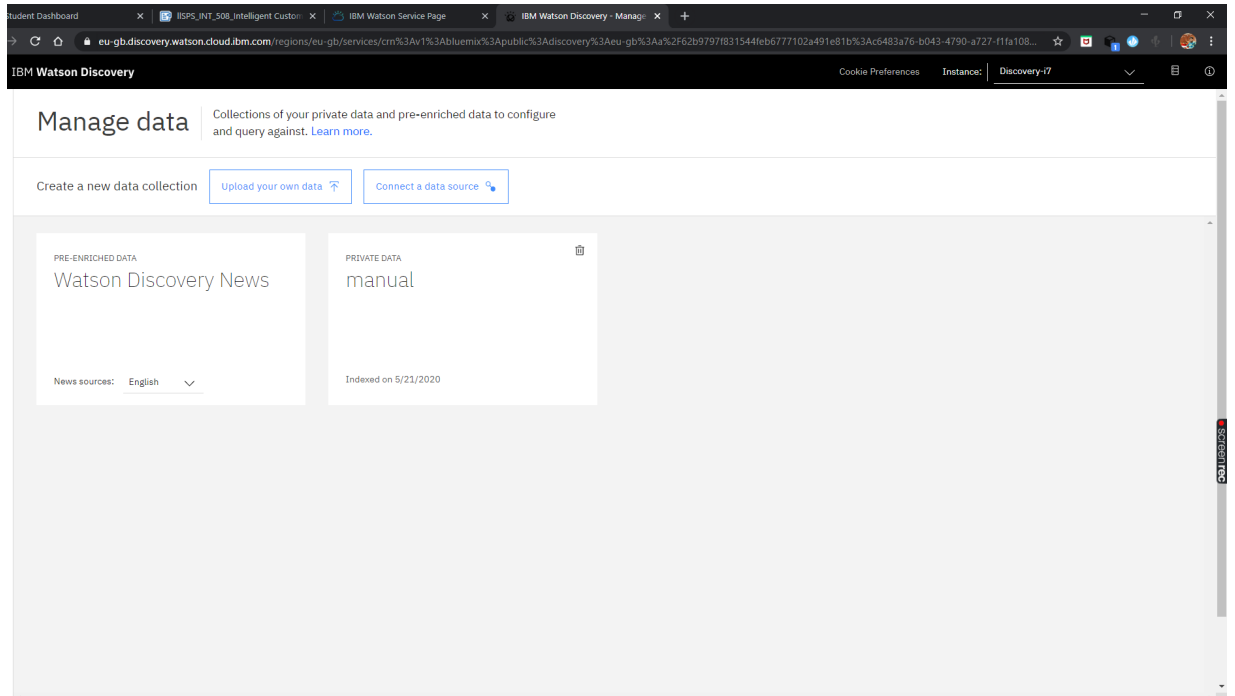 Student Dashboard
IISPS_INT_508_Intelligent Custom
IBM Watson Service Page
IBM Watson Discovery - Manage
eu-gb.discovery.watson.cloud.ibm.com/regions/eu-gb/services/crn%3Av1%3Abluemix%3Apublic%3Adiscovery%3Aeu-gb%3Aa%2F62b9797f831544feb6777102a491e81b%3Ac6483a76-b043-4790-a727-f1fa108...
IBM Watson Discovery
Cookie Preferences
Instance:
Discovery-i7
Manage data
Collections of your private data and pre-enriched data to configure
and query against. Learn more.
Create a new data collection
Upload your own data
Connect a data source
PRE-ENRICHED DATA
Watson Discovery News
News sources: English
PRIVATE DATA
manual
Indexed on 5/21/2020
screenrec